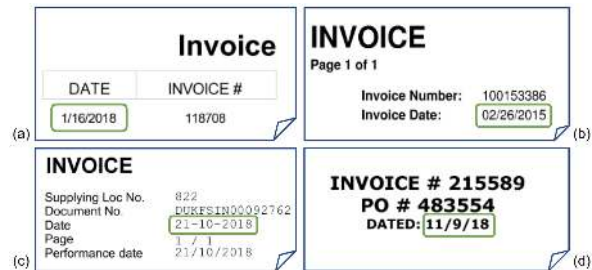 Invoice
DATE INVOICE #
1/16/2018 118708
(a)
INVOICE
Page 1 of 1
Invoice Number: 100153386
Invoice Date: 02/26/2015
(b)
INVOICE
Supplying Loc No. 822
Document No. DUKFSIN00092762
Date 21-10-2018
Page 1 / 1
Performance date 21/10/2018
(c)
INVOICE # 215589
PO # 483554
DATED: 11/9/18
(d)